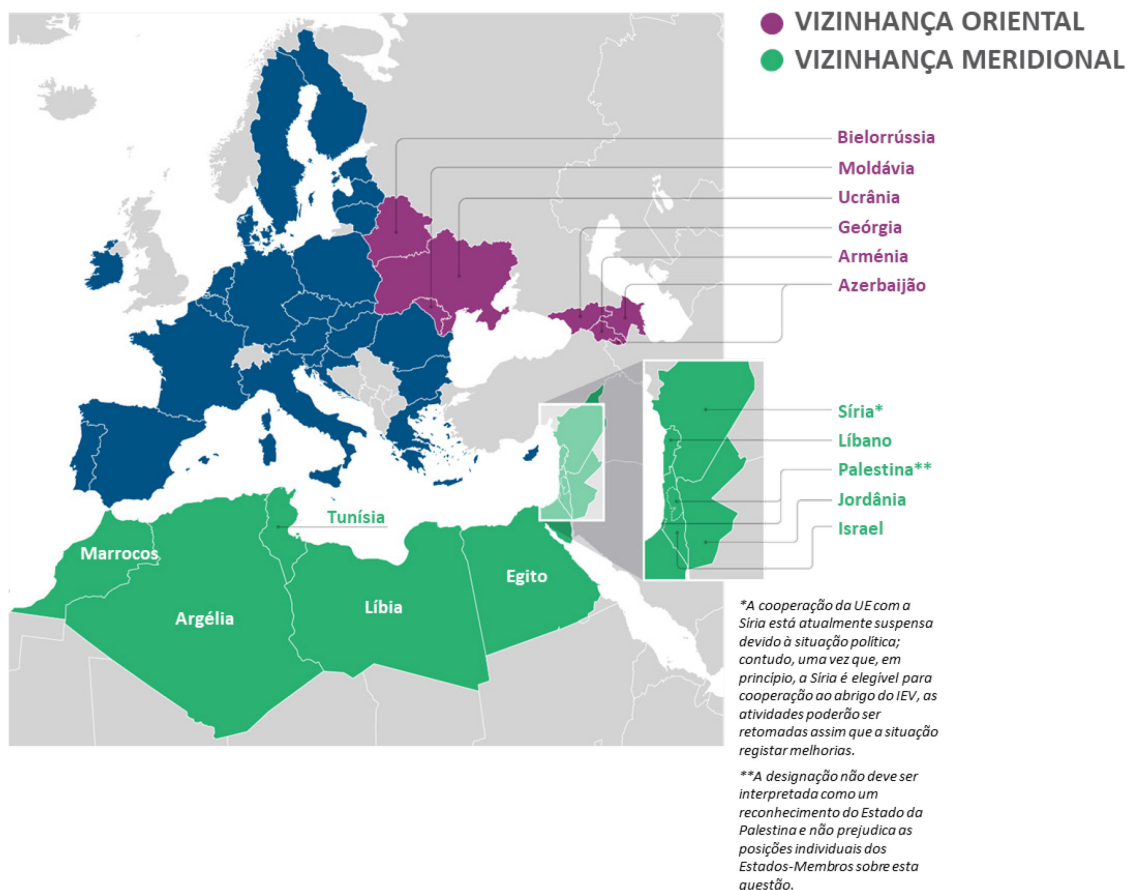 VIZINHANÇA ORIENTAL
VIZINHANÇA MERIDIONAL
Bielorrússia
Moldávia
Ucrânia
Geórgia
Arménia
Azerbaijão
Síria*
Líbano
Palestina**
Jordânia
Israel
Tunísia
Marrocos
Argélia
Líbia
Egito
*A cooperação da UE com a
Síria está atualmente suspensa
devido à situação política;
contudo, uma vez que, em
princípio, a Síria é elegível para
cooperação ao abrigo do IEV, as
atividades poderão ser
retomadas assim que a situação
registar melhorias.
**A designação não deve ser
interpretada como um
reconhecimento do Estado da
Palestina e não prejudica as
posições individuais dos
Estados-Membros sobre esta
questão.